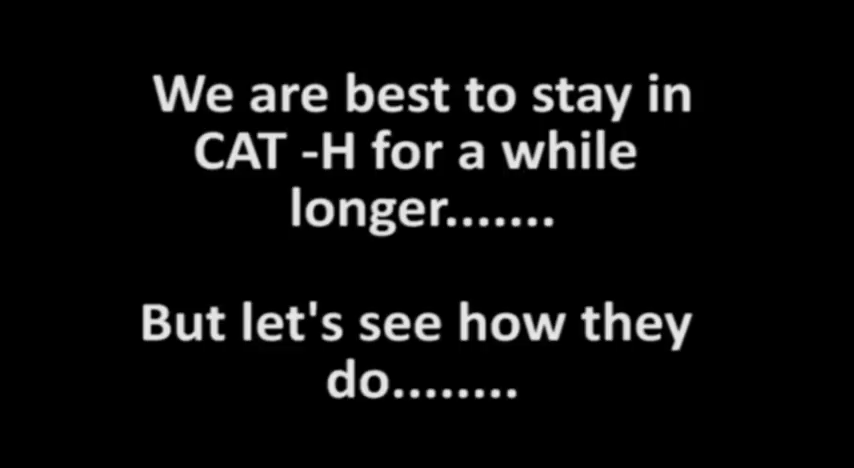 We are best to stay in
CAT -H for a while
longer.......
But let's see how they
do........